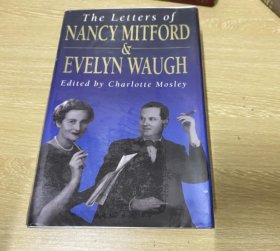 The Letters of
NANCY MITFORD
&
EVELYN WAUGH
Edited by Charlotte Mosley